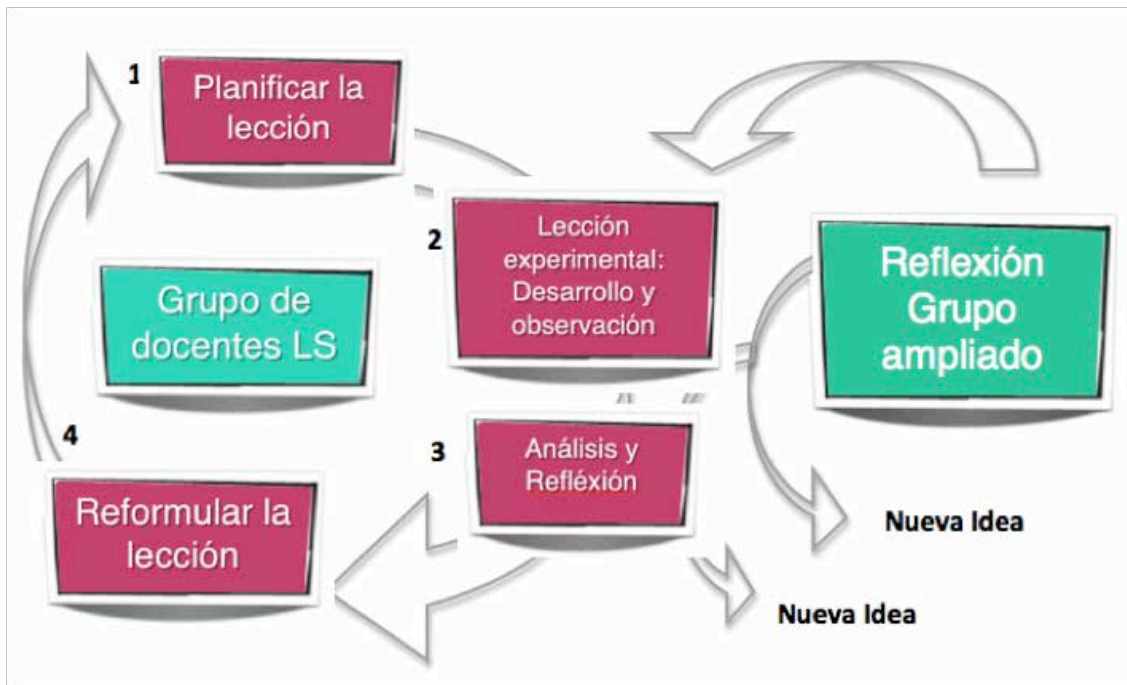 1
Planificar la
lección
2
Lección
experimental:
Desarrollo y
observación
Reflexión
Grupo
ampliado
Grupo de
docentes LS
3
Análisis y
Refléxión
4
Reformular la
lección
Nueva Idea
Nueva Idea